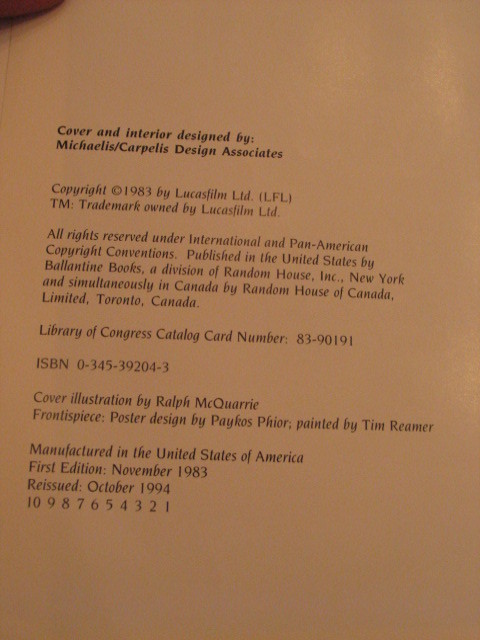 Cover and interior designed by:
Michaelis/Carpelis Design Associates
Copyright ©1983 by Lucasfilm Ltd. (LFL)
TM: Trademark owned by Lucasfilm Ltd.
All rights reserved under International and Pan-American
Copyright Conventions. Published in the United States by
Ballantine Books, a division of Random House, Inc., New York
and simultaneously in Canada by Random House of Canada,
Limited, Toronto, Canada.
Library of Congress Catalog Card Number: 83-90191
ISBN 0-345-39204-3
Cover illustration by Ralph McQuarrie
Frontispiece: Poster design by Paykos Phior; painted by Tim Reamer
Manufactured in the United States of America
First Edition: November 1983
Reissued: October 1994
10 9 8 7 6 5 4 3 2 1